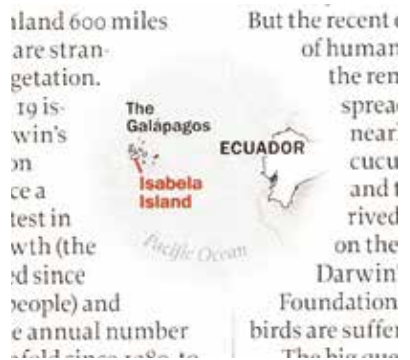 600 miles
are stran-
getation.
19 is-
win's
on
ce a
test in
wth (the
ed since
people) and
e annual number
The
Galápagos
Isabela
Island
ECUADOR
Pacific Ocean
But the recent
of human
the ren
sprea
near
cucu
and t
rived
on the
Darwin'
Foundation
birds are suffer
The big que